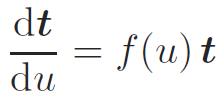 d𝒕/du = f(u) 𝒕